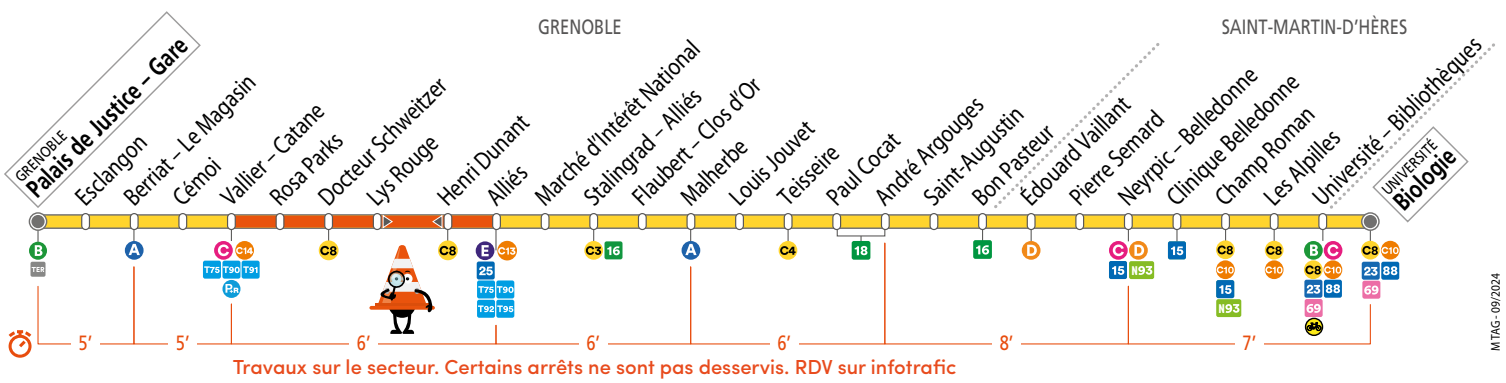 GRENOBLE
SAINT-MARTIN-D'HÈRES
GRENOBLE
Palais de Justice – Gare
Esclangon
Berriat – Le Magasin
Cémoi
Vallier – Catane
Rosa Parks
Docteur Schweitzer
Lys Rouge
Henri Dunant
Alliés
Marché d'Intérêt National
Stalingrad – Alliés
Flaubert – Clos d'Or
Malherbe
Louis Jouvet
Teisseire
Paul Cocat
André Argouges
Saint-Augustin
Bon Pasteur
Édouard Vaillant
Pierre Semard
Neyrpic – Belledonne
Clinique Belledonne
Champ Roman
Les Alpilles
Université – Bibliothèques
UNIVERSITÉ
Biologie
B
TER
A
C C14
T75 T90 T91
P+R
C8
C8
E C13
25
T75 T90
T92 T95
C3 16
A
C4
18
16
D
C D
15 N93
15
C8
C10
15
N93
C8
C10
B C
C8 C10
23 88
69
C8 C10
23 88
69
5' 5' 6' 6' 6' 8' 7'
Travaux sur le secteur. Certains arrêts ne sont pas desservis. RDV sur infotrafic
M TAG - 09/2024